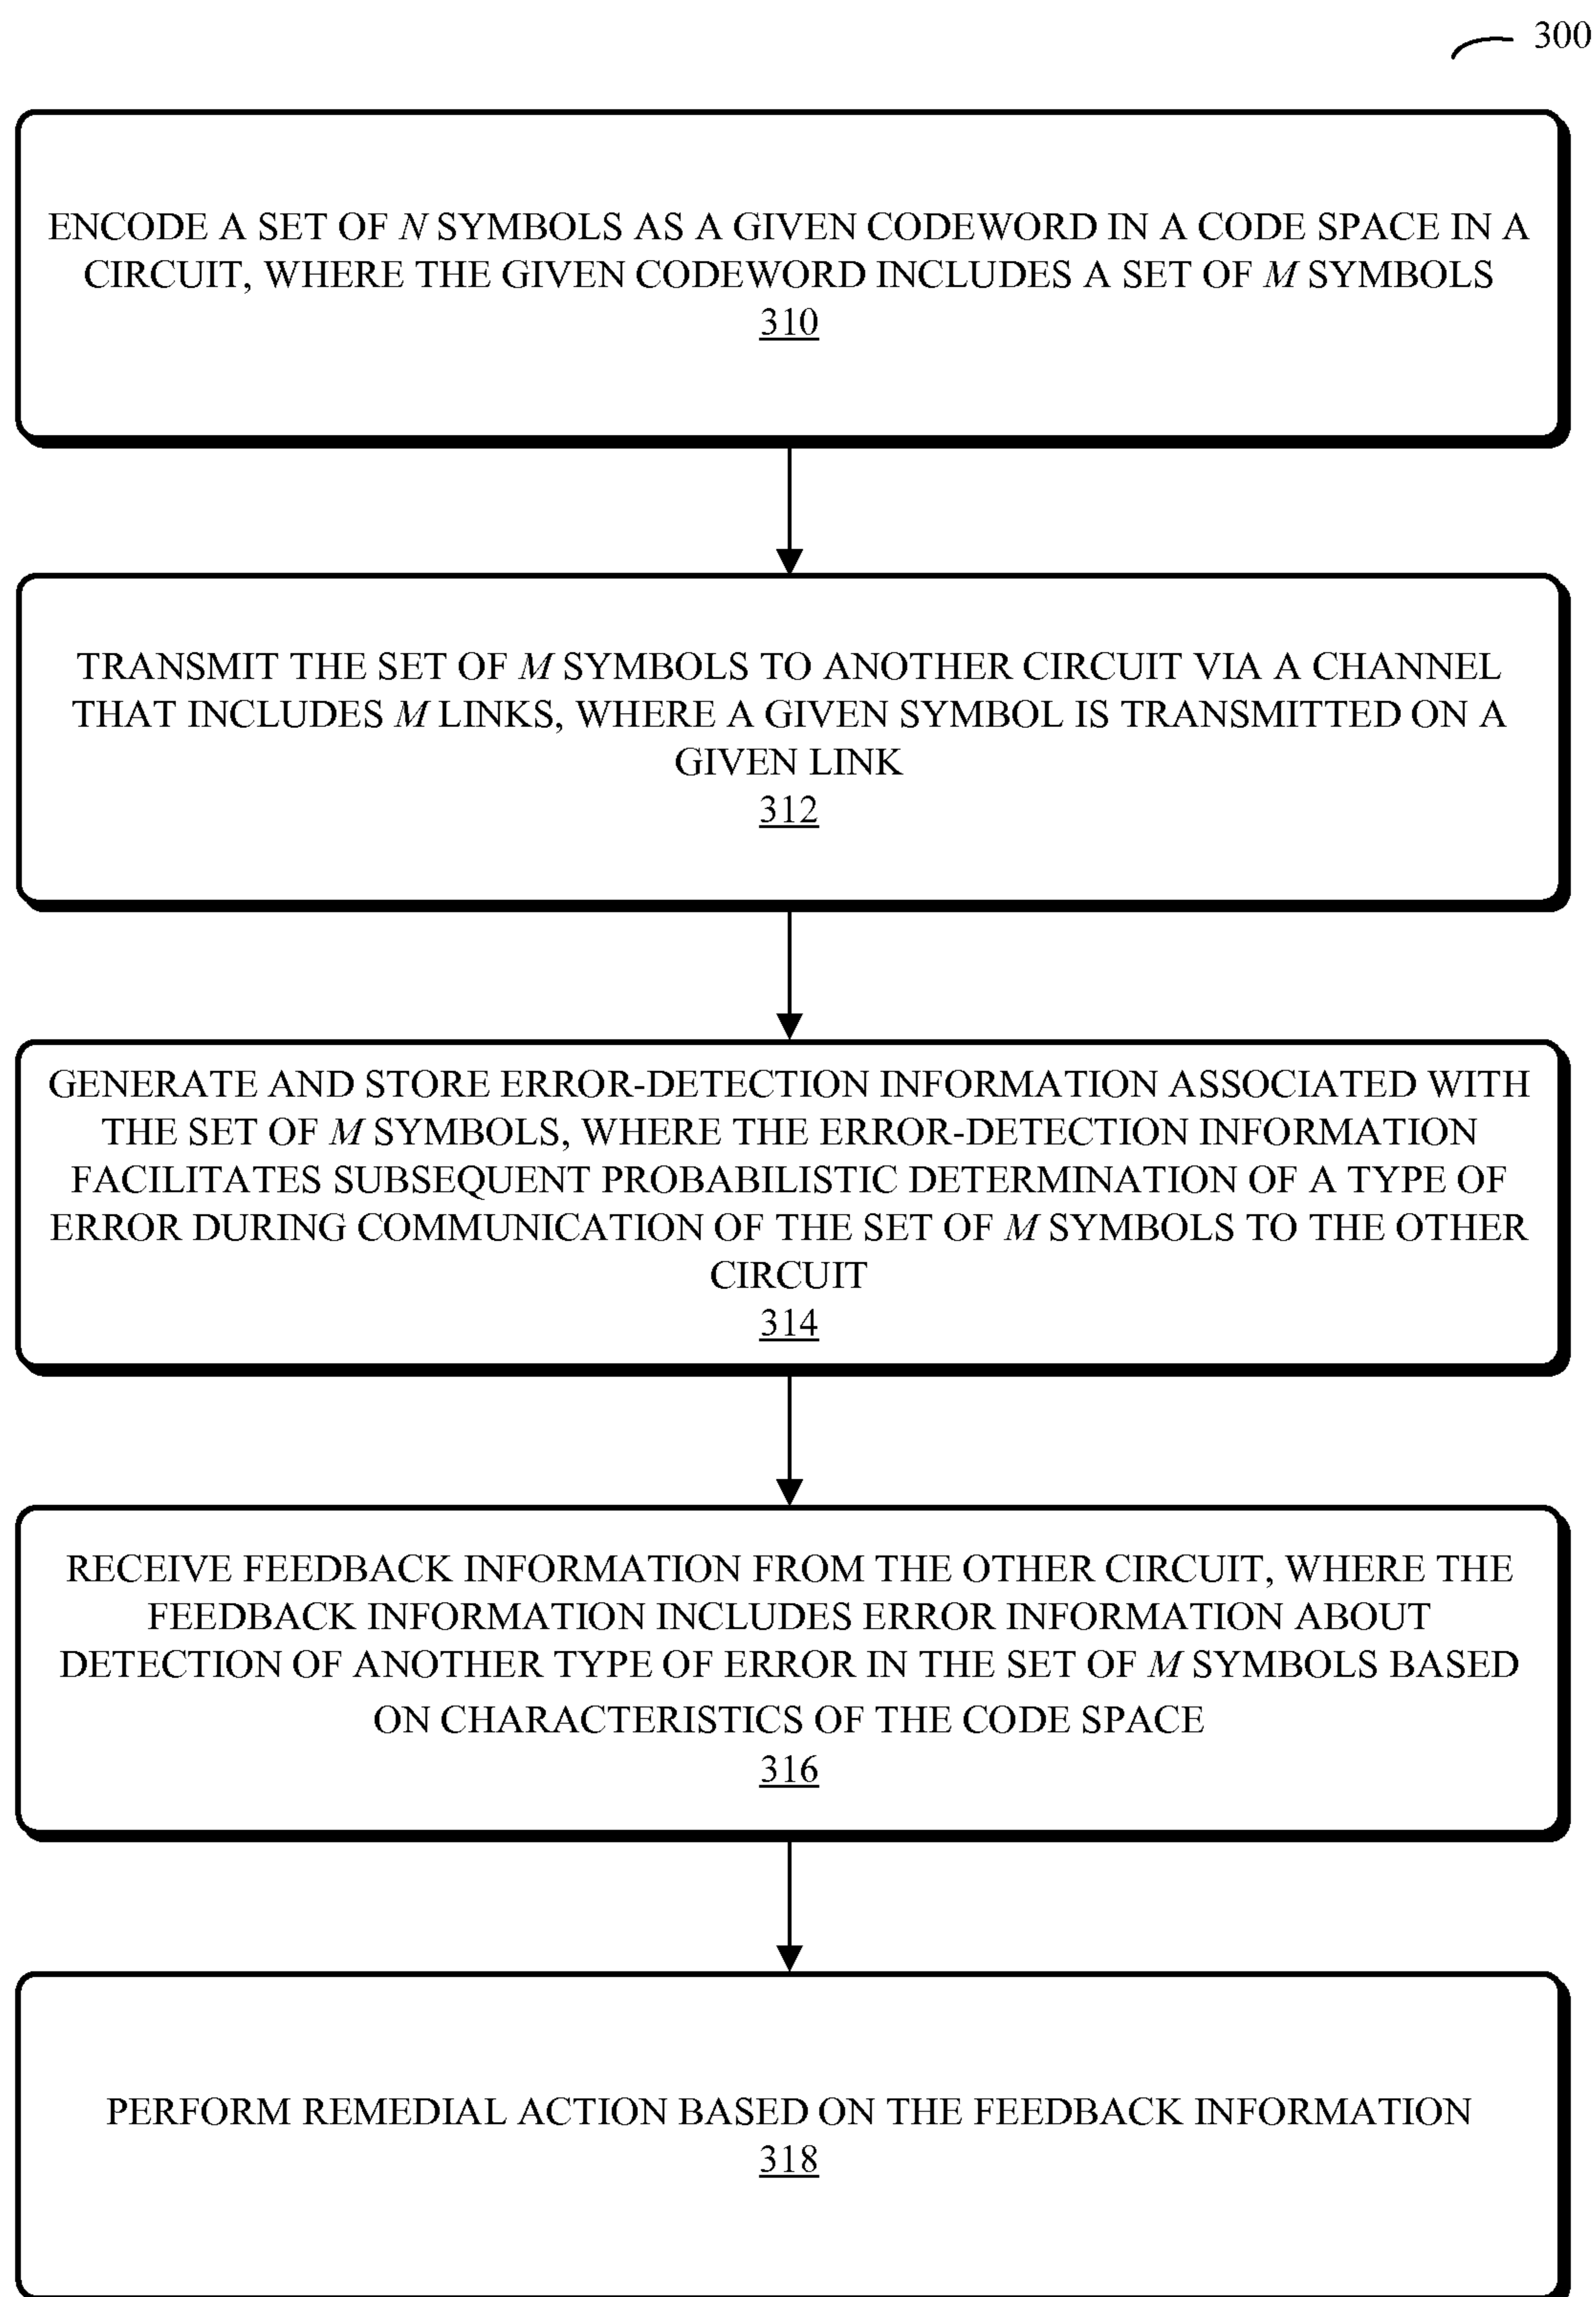 300
ENCODE A SET OF N SYMBOLS AS A GIVEN CODEWORD IN A CODE SPACE IN A
CIRCUIT, WHERE THE GIVEN CODEWORD INCLUDES A SET OF M SYMBOLS
310
TRANSMIT THE SET OF M SYMBOLS TO ANOTHER CIRCUIT VIA A CHANNEL
THAT INCLUDES M LINKS, WHERE A GIVEN SYMBOL IS TRANSMITTED ON A
GIVEN LINK
312
GENERATE AND STORE ERROR-DETECTION INFORMATION ASSOCIATED WITH
THE SET OF M SYMBOLS, WHERE THE ERROR-DETECTION INFORMATION
FACILITATES SUBSEQUENT PROBABILISTIC DETERMINATION OF A TYPE OF
ERROR DURING COMMUNICATION OF THE SET OF M SYMBOLS TO THE OTHER
CIRCUIT
314
RECEIVE FEEDBACK INFORMATION FROM THE OTHER CIRCUIT, WHERE THE
FEEDBACK INFORMATION INCLUDES ERROR INFORMATION ABOUT
DETECTION OF ANOTHER TYPE OF ERROR IN THE SET OF M SYMBOLS BASED
ON CHARACTERISTICS OF THE CODE SPACE
316
PERFORM REMEDIAL ACTION BASED ON THE FEEDBACK INFORMATION
318